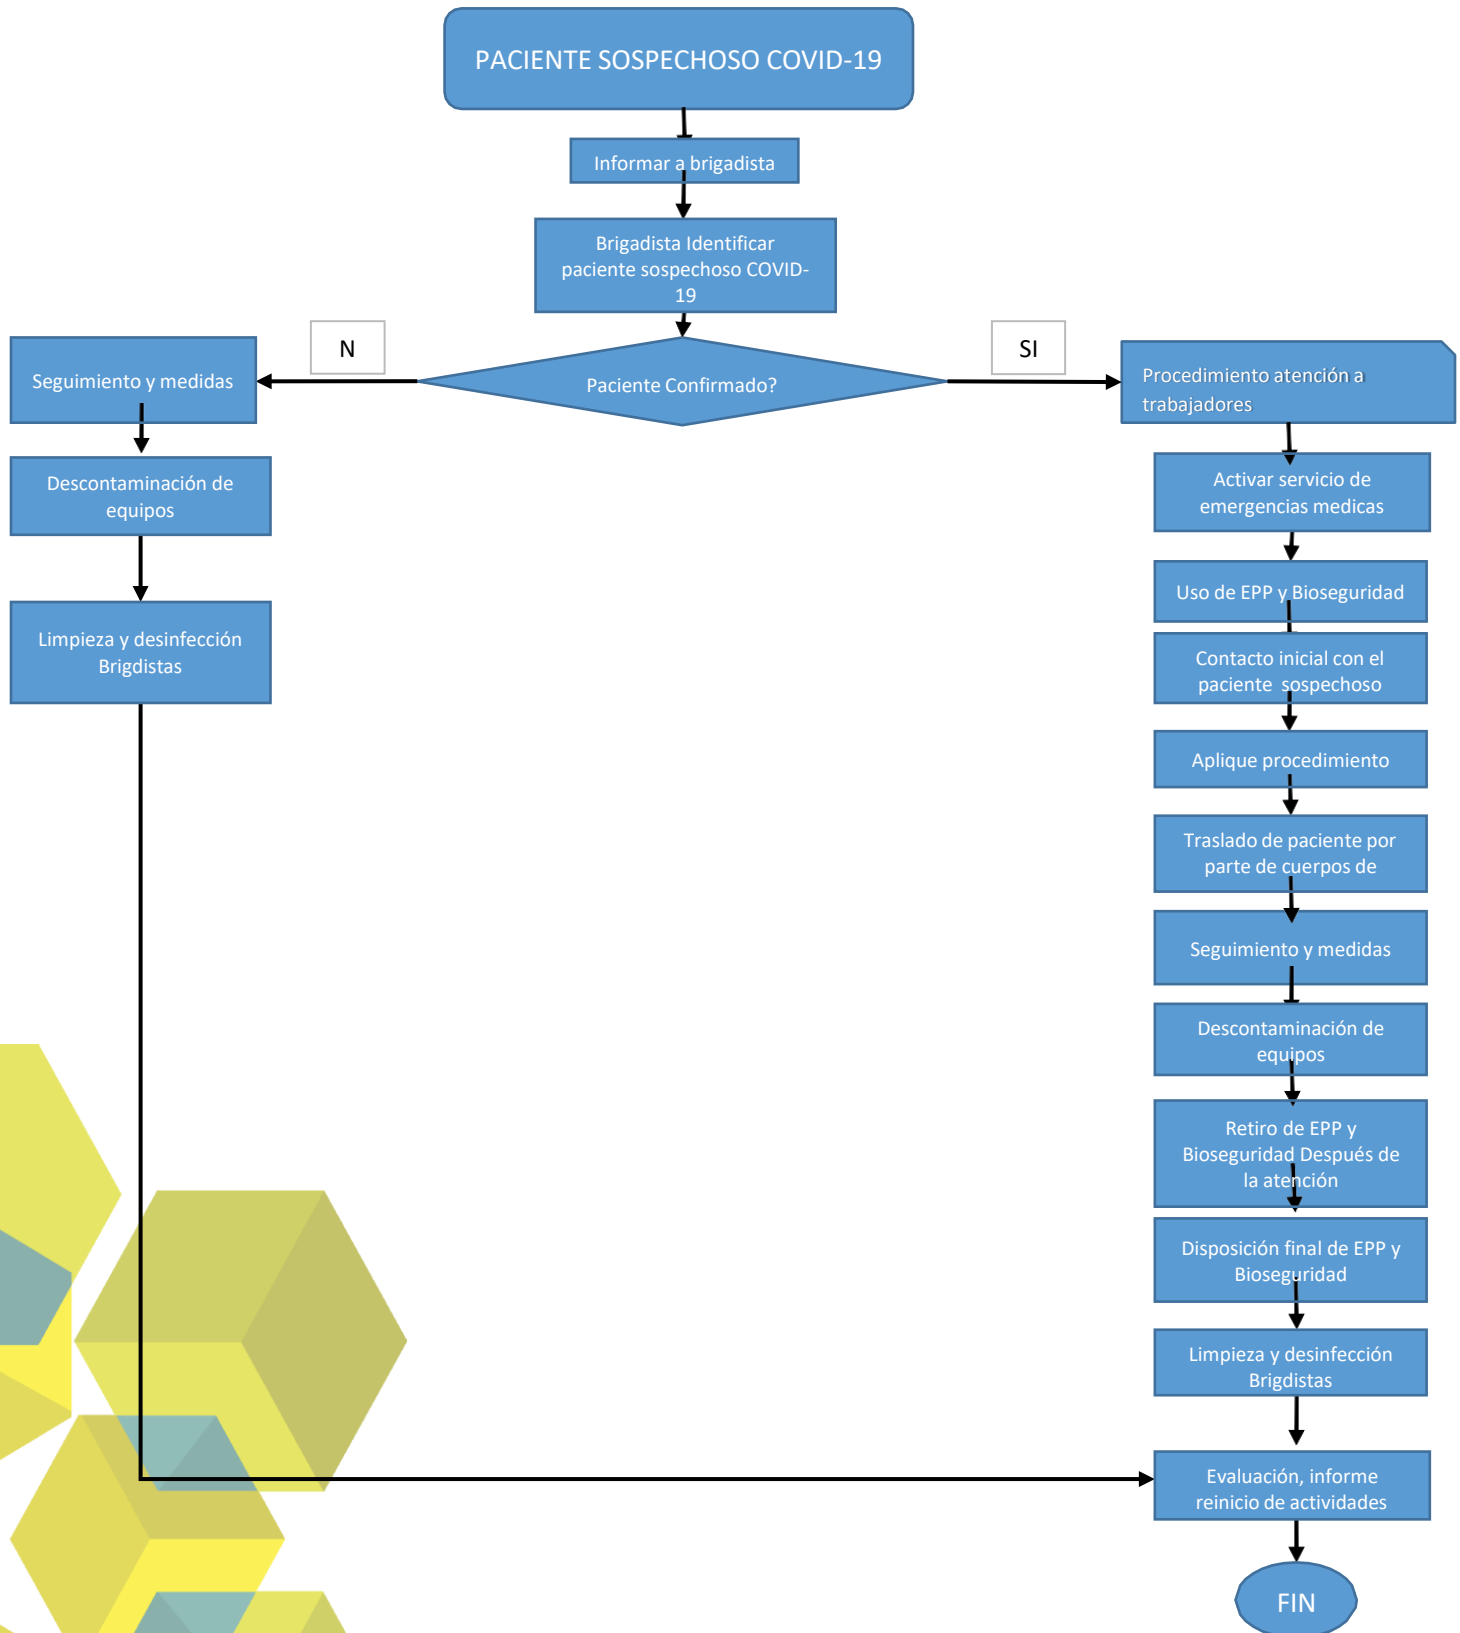 PACIENTE SOSPECHOSO COVID-19
Informar a brigadista
Brigadista Identificar
paciente sospechoso COVID-
19
N
SI
Paciente Confirmado?
Seguimiento y medidas
Descontaminación de
equipos
Limpieza y desinfección
Brigdistas
Procedimiento atención a
trabajadores
Activar servicio de
emergencias medicas
Uso de EPP y Bioseguridad
Contacto inicial con el
paciente sospechoso
Aplique procedimiento
Traslado de paciente por
parte de cuerpos de
Seguimiento y medidas
Descontaminación de
equipos
Retiro de EPP y
Bioseguridad Después de
la atención
Disposición final de EPP y
Bioseguridad
Limpieza y desinfección
Brigdistas
Evaluación, informe
reinicio de actividades
FIN